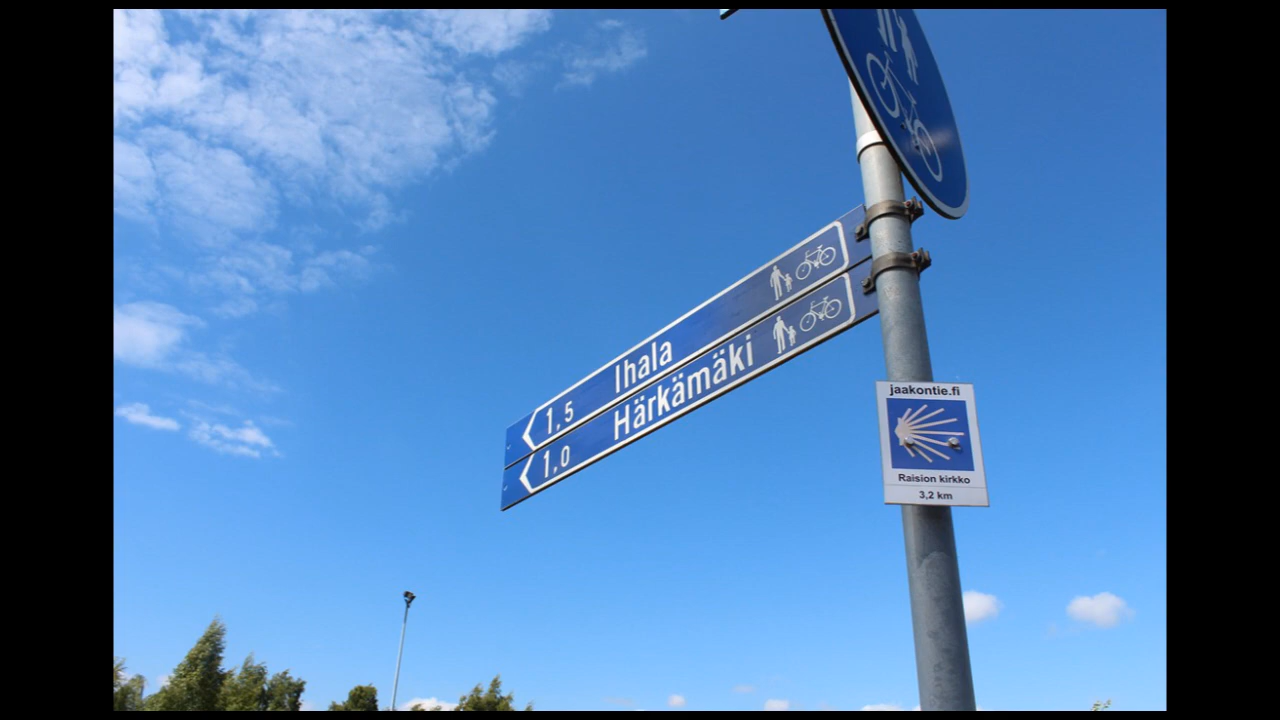 1,5 Ihala
1,0 Härkämäki
jaakontie.fi
Raision kirkko
3,2 km